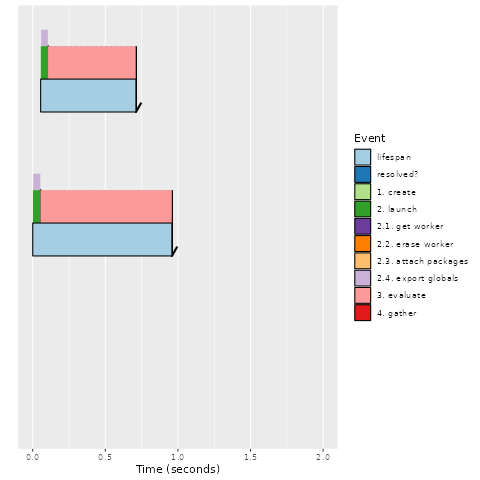 Event
lifespan
resolved?
1. create
2. launch
2.1. get worker
2.2. erase worker
2.3. attach packages
2.4. export globals
3. evaluate
4. gather
0.0 0.5 1.0 1.5 2.0
Time (seconds)